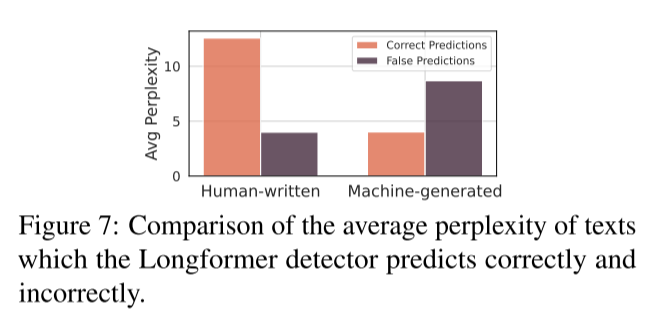 Avg Perplexity
10
5
0
Correct Predictions
False Predictions
Human-written
Machine-generated
Figure 7: Comparison of the average perplexity of texts
which the Longformer detector predicts correctly and
incorrectly.